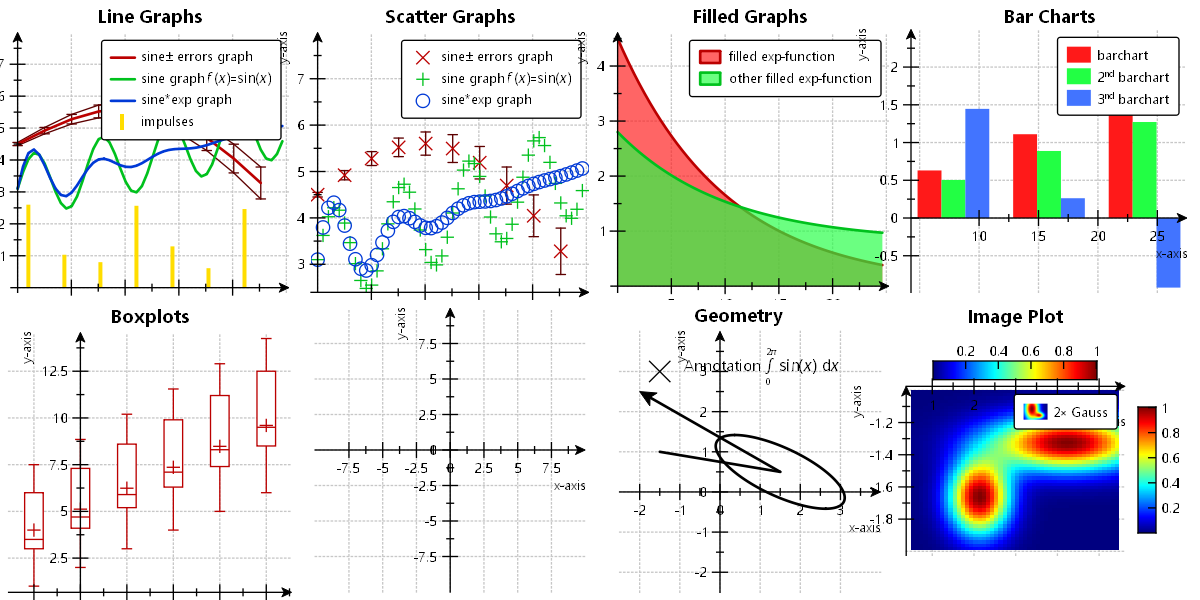 Line Graphs
y-axis
sine± errors graph
sine graph f (x)=sin(x)
sine*exp graph
impulses
7
6
5
4
3
2
1
Scatter Graphs
y-axis
sine± errors graph
sine graph f (x)=sin(x)
sine*exp graph
7
6
5
4
3
Filled Graphs
y-axis
filled exp-function
other filled exp-function
4
3
2
1
Bar Charts
y-axis
barchart
2nd barchart
3rd barchart
2
1.5
1
0.5
0
-0.5
10 15 20 25
x-axis
Boxplots
y-axis
12.5
10
7.5
5
2.5
y-axis
7.5
5
2.5
0
-2.5
-5
-7.5
-7.5 -5 -2.5 0 2.5 5 7.5
x-axis
Geometry
y-axis
Annotation ∫ sin(x) dx
2π
0
3
2
1
0
-1
-2
-2 -1 0 1 2 3
x-axis
Image Plot
0.2 0.4 0.6 0.8 1
y-axis
2
2× Gauss
-1.2
-1.4
-1.6
-1.8
1
0.8
0.6
0.4
0.2